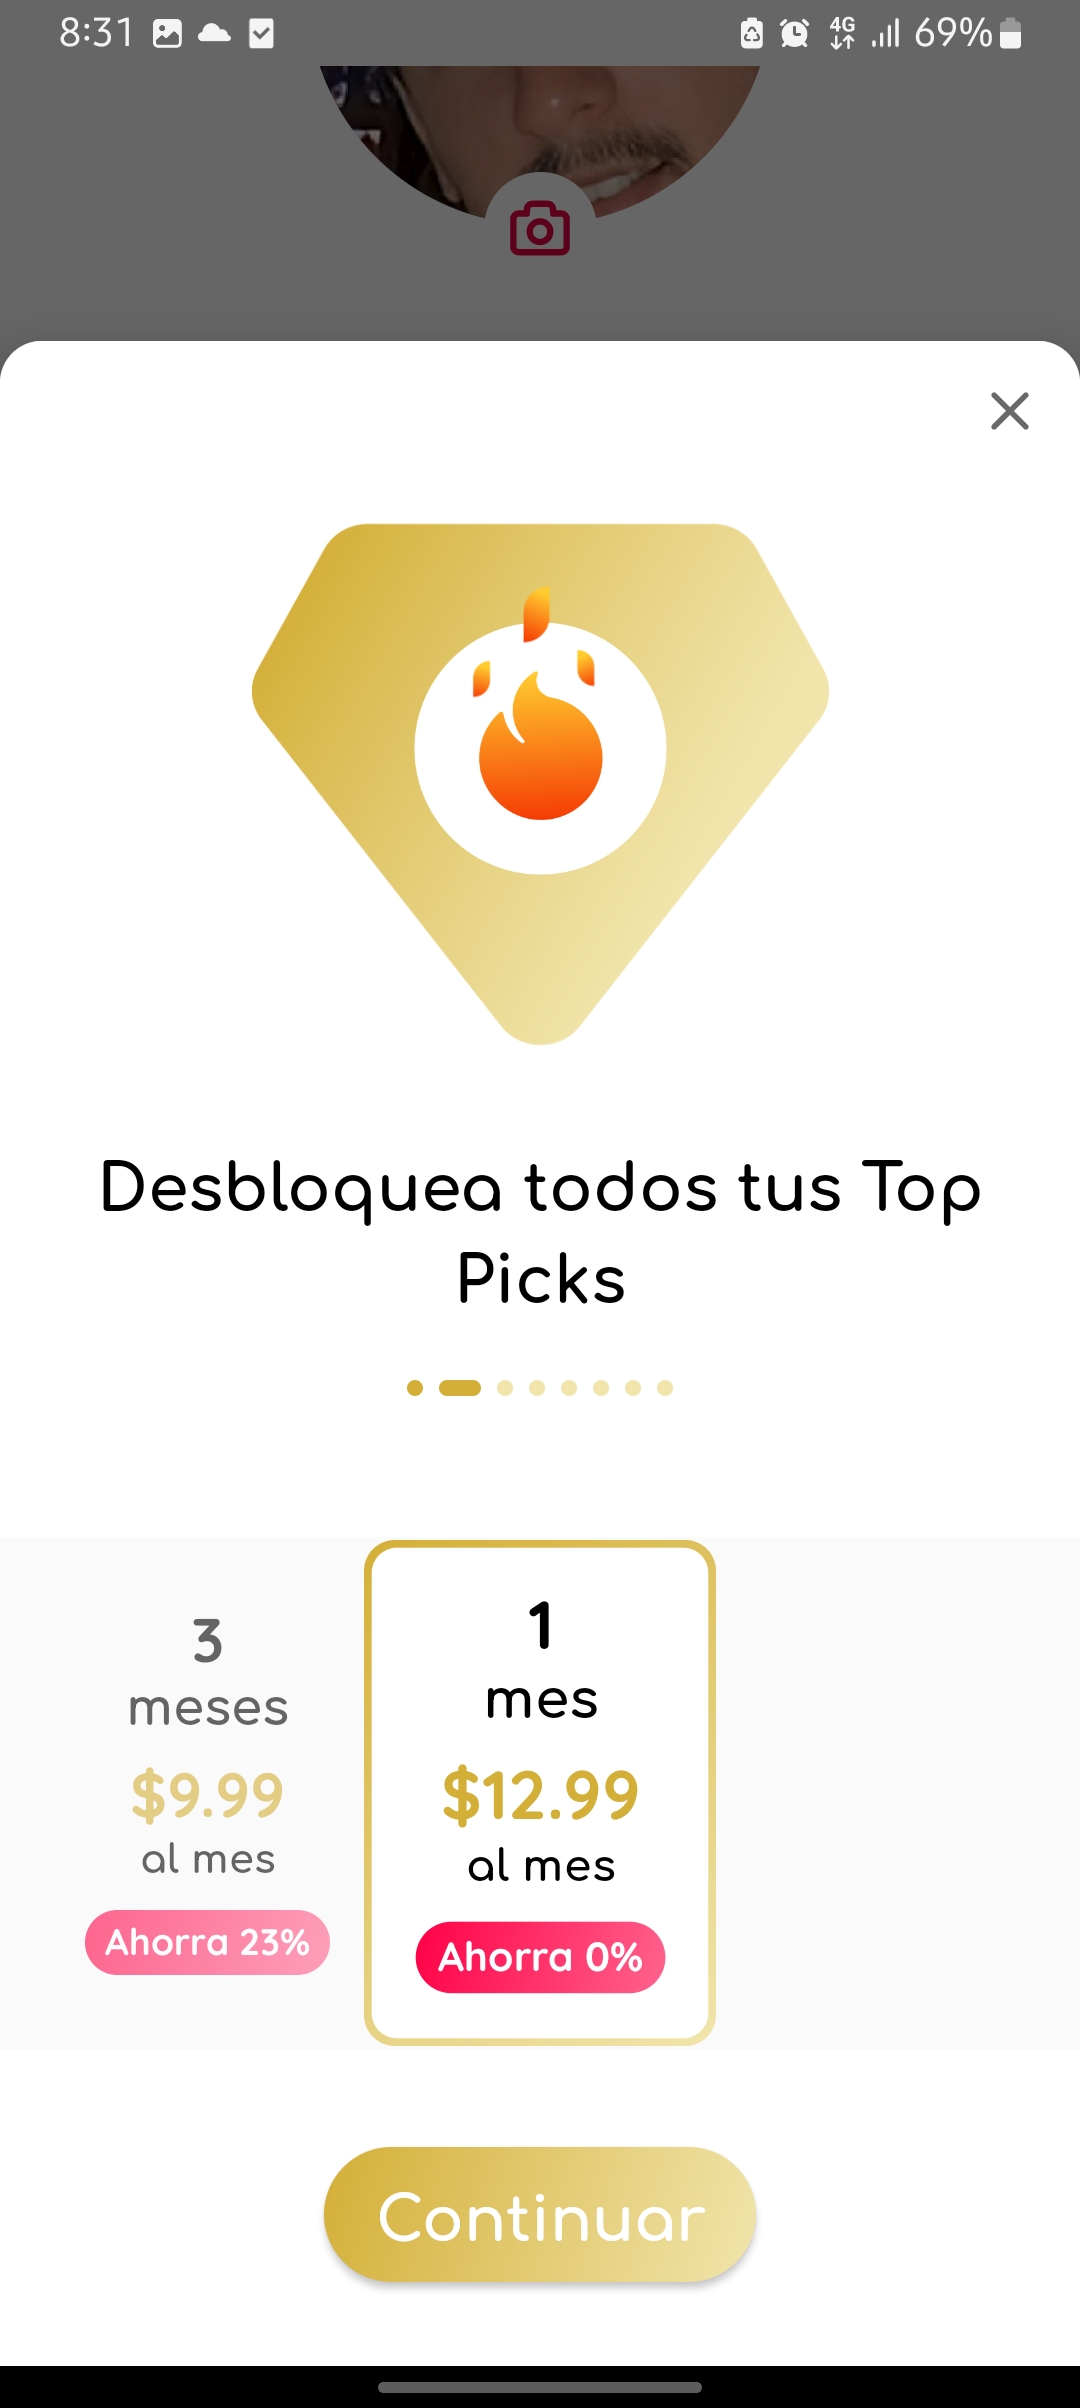 8:31
4G
69%
Desbloquea todos tus Top
Picks
3
meses
$9.99
al mes
Ahorra 23%
1
mes
$12.99
al mes
Ahorra 0%
Continuar